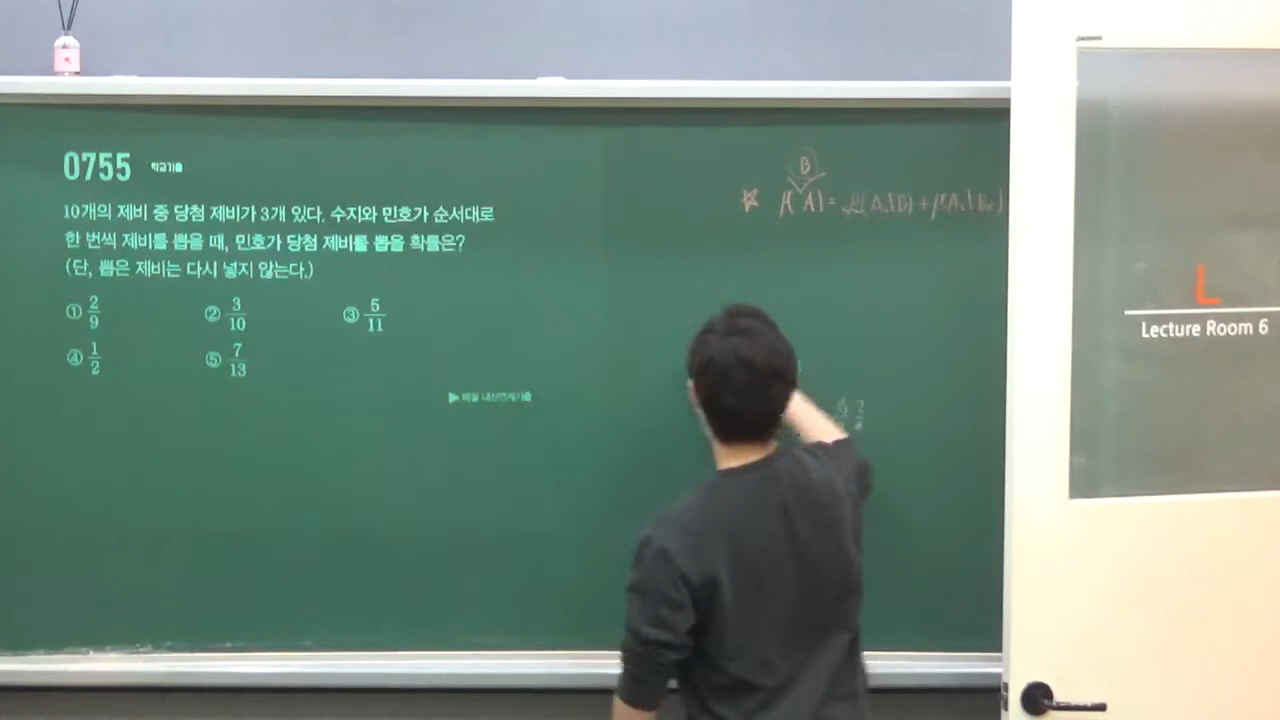 0755 학교기출
10개의 제비 중 당첨 제비가 3개 있다. 수지와 민호가 순서대로
한 번씩 제비를 뽑을 때, 민호가 당첨 제비를 뽑을 확률은?
(단, 뽑은 제비는 다시 넣지 않는다.)
① 2/9 ② 3/10 ③ 5/11
④ 1/2 ⑤ 7/13
B
L
Lecture Room 6